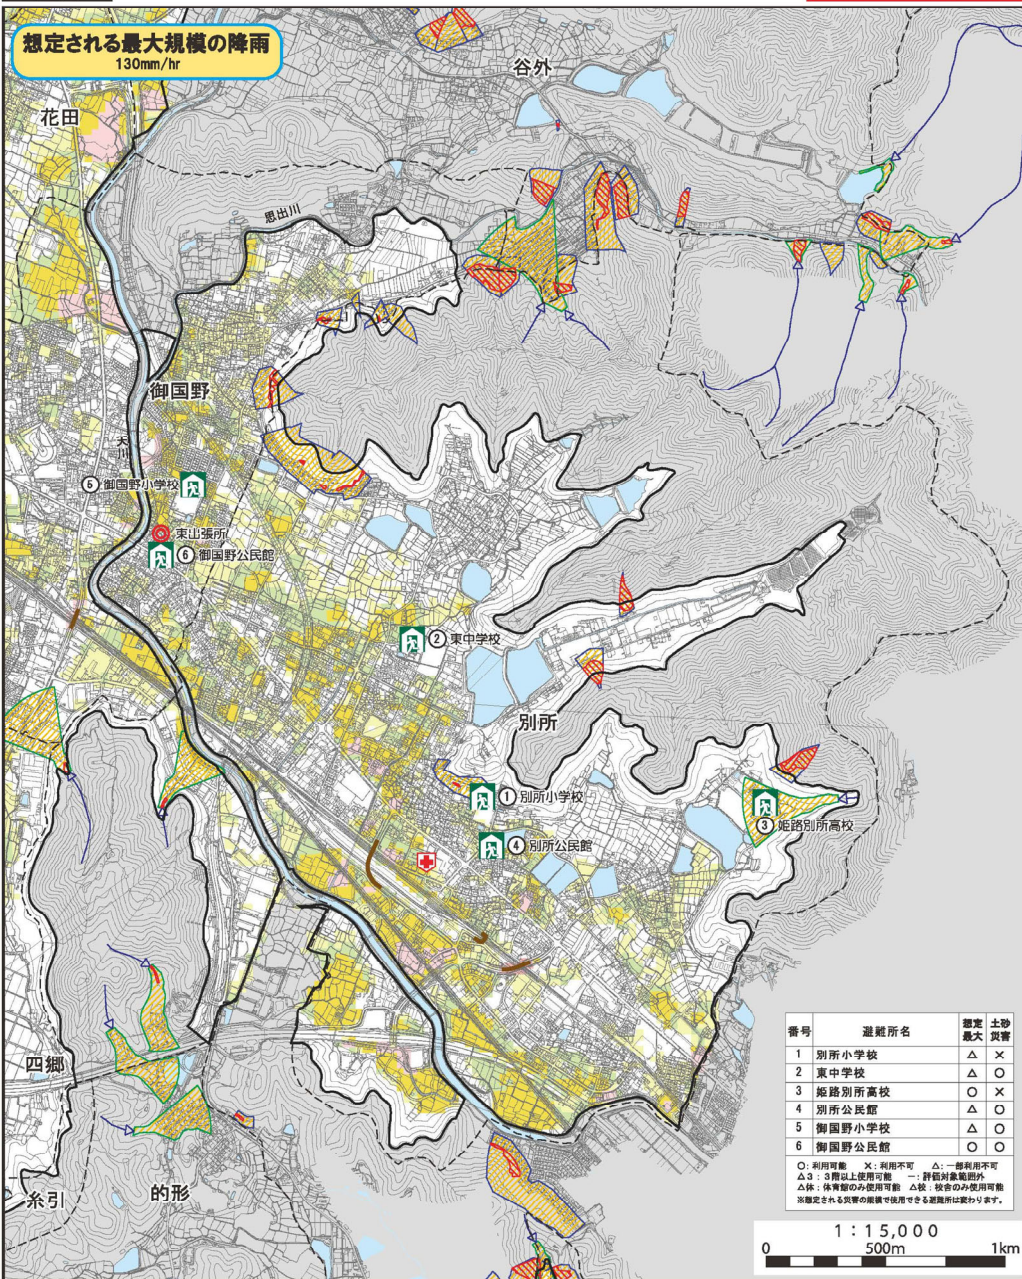 想定される最大規模の降雨
130mm/hr
谷外
花田
恩出川
御国野
天川
⑤ 御国野小学校
東出張所
⑥ 御国野公民館
② 東中学校
別所
① 別所小学校
③ 姫路別所高校
④ 別所公民館
四郷
糸引
的形
番号 避難所名 想定最大 土砂災害
1 別所小学校 △ ×
2 東中学校 △ ○
3 姫路別所高校 ○ ×
4 別所公民館 △ ○
5 御国野小学校 △ ○
6 御国野公民館 ○ ○
○：利用可能 ×：利用不可 △：一部利用不可
△3：3階以上使用可能 －：評価対象範囲外
△体：体育館のみ使用可能 △校：校舎のみ使用可能
※想定される災害の規模で使用できる避難所は変わります。
1：15,000
0 500m 1km